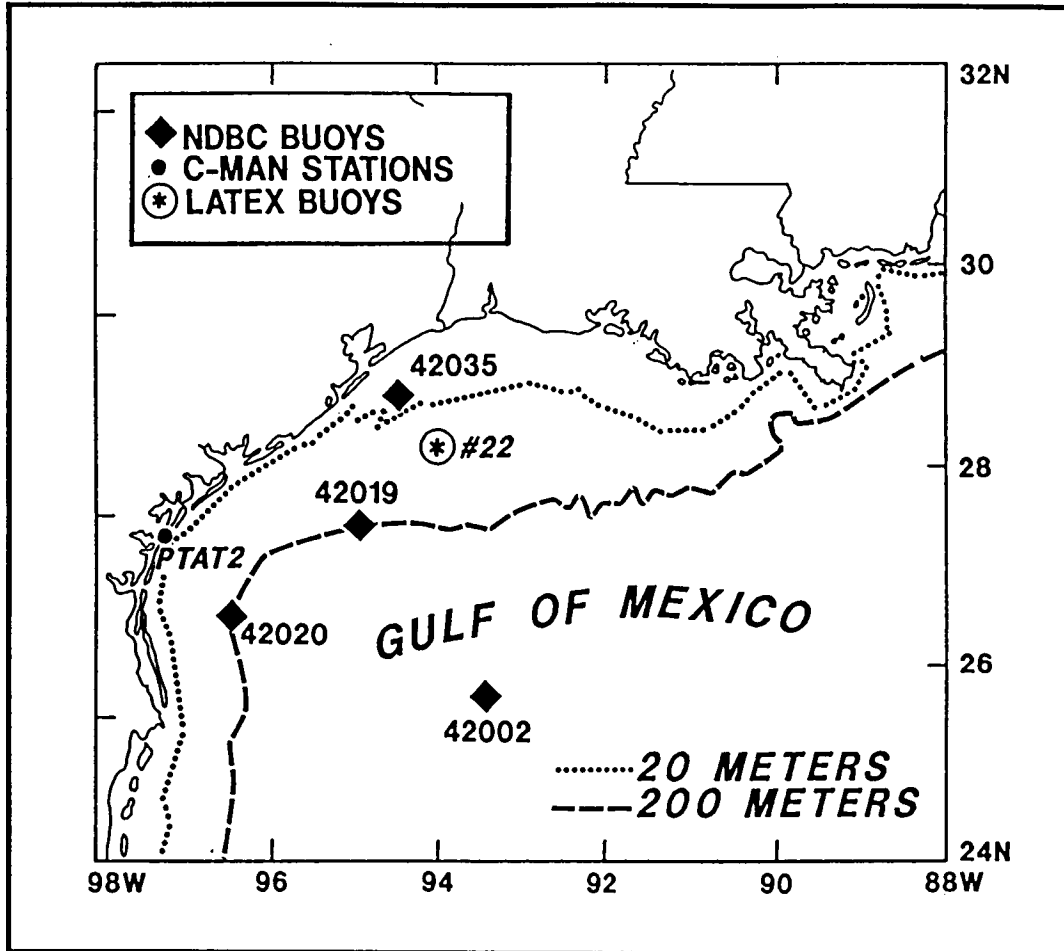 32N
NDBC BUOYS
C-MAN STATIONS
LATEX BUOYS
30
42035
#22
28
42019
PTAT2
GULF OF MEXICO
42020
26
42002
20 METERS
200 METERS
24N
98W 96 94 92 90 88W